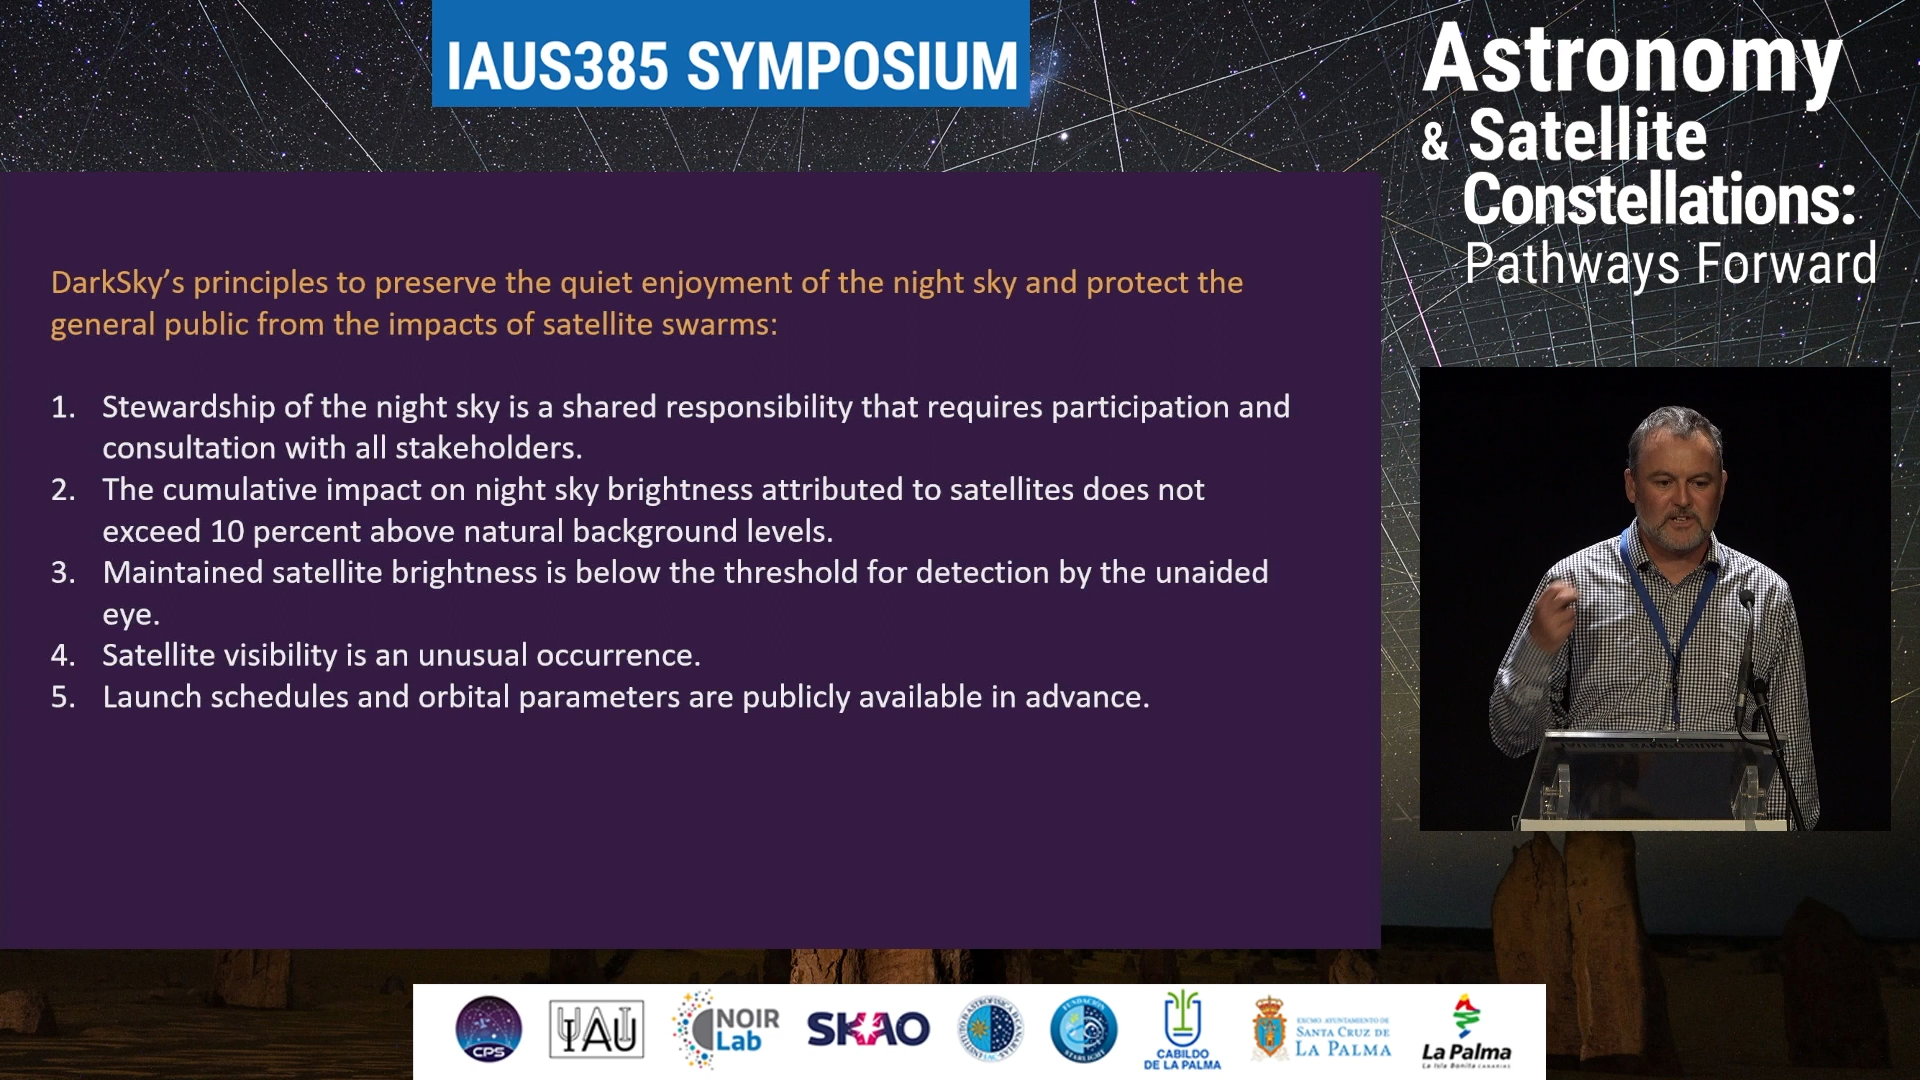 IAUS385 SYMPOSIUM
Astronomy
& Satellite
Constellations:
Pathways Forward
DarkSky’s principles to preserve the quiet enjoyment of the night sky and protect the
general public from the impacts of satellite swarms:
1. Stewardship of the night sky is a shared responsibility that requires participation and
consultation with all stakeholders.
2. The cumulative impact on night sky brightness attributed to satellites does not
exceed 10 percent above natural background levels.
3. Maintained satellite brightness is below the threshold for detection by the unaided
eye.
4. Satellite visibility is an unusual occurrence.
5. Launch schedules and orbital parameters are publicly available in advance.
CPS
IAU
NOIR
Lab
SKAO
STARLIGHT
CABILDO
DE LA PALMA
EXCMO. AYUNTAMIENTO DE
SANTA CRUZ DE
LA PALMA
La Palma
La Isla Bonita CANARIAS